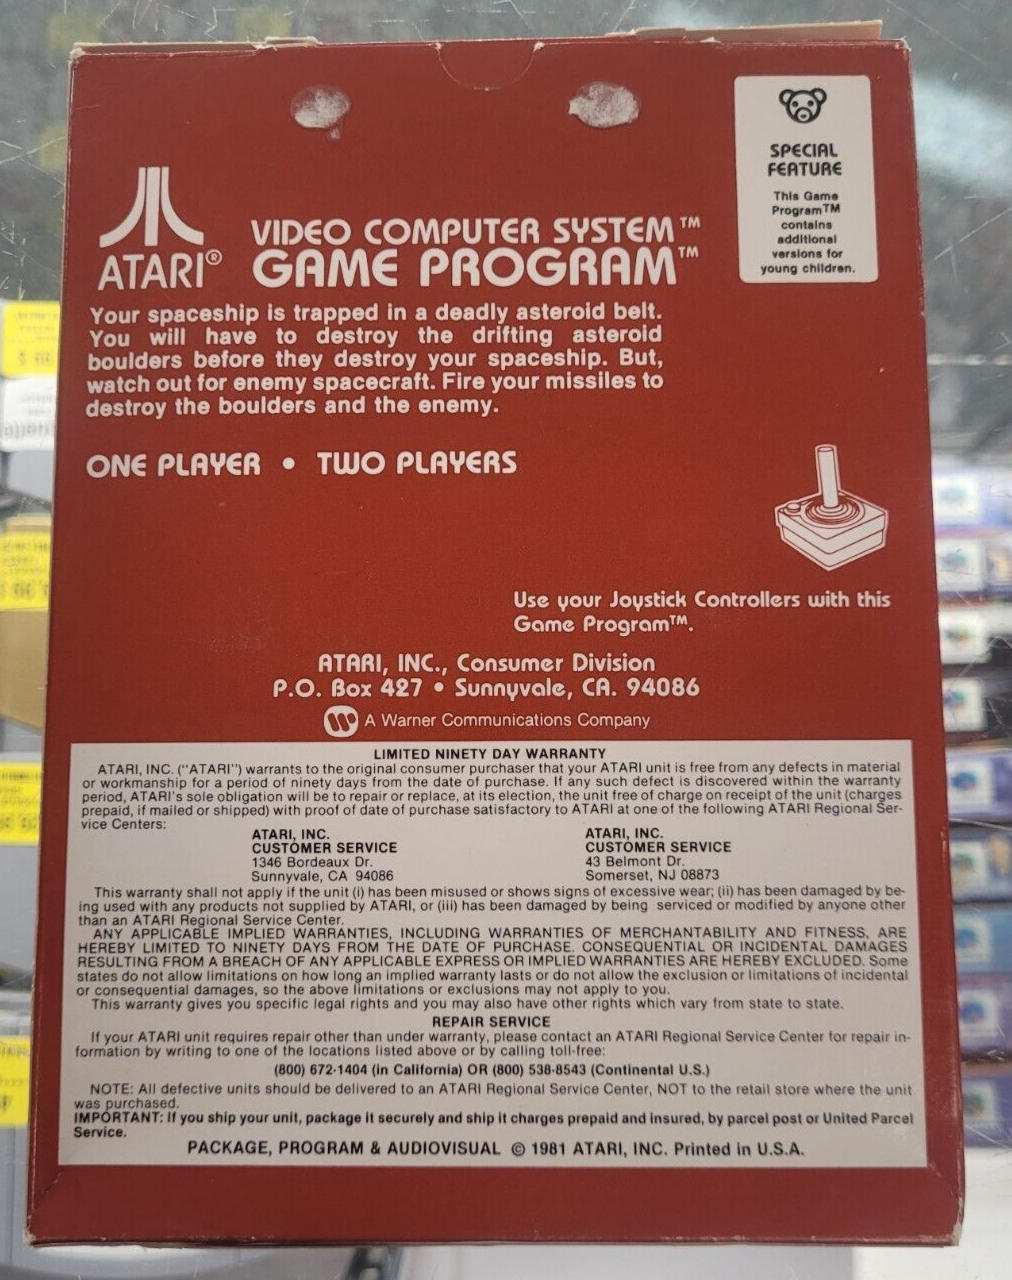 SPECIAL
FEATURE
This Game
Program™
contains
additional
versions for
young children.
ATARI®
VIDEO COMPUTER SYSTEM™
GAME PROGRAM™
Your spaceship is trapped in a deadly asteroid belt.
You will have to destroy the drifting asteroid
boulders before they destroy your spaceship. But,
watch out for enemy spacecraft. Fire your missiles to
destroy the boulders and the enemy.
ONE PLAYER • TWO PLAYERS
Use your Joystick Controllers with this
Game Program™.
ATARI, INC., Consumer Division
P.O. Box 427 • Sunnyvale, CA. 94086
A Warner Communications Company
LIMITED NINETY DAY WARRANTY
ATARI, INC. ("ATARI") warrants to the original consumer purchaser that your ATARI unit is free from any defects in material
or workmanship for a period of ninety days from the date of purchase. If any such defect is discovered within the warranty
period, ATARI's sole obligation will be to repair or replace, at its election, the unit free of charge on receipt of the unit (charges
prepaid, if mailed or shipped) with proof of date of purchase satisfactory to ATARI at one of the following ATARI Regional Ser-
vice Centers:
ATARI, INC.
CUSTOMER SERVICE
1346 Bordeaux Dr.
Sunnyvale, CA 94086
ATARI, INC.
CUSTOMER SERVICE
43 Belmont Dr.
Somerset, NJ 08873
This warranty shall not apply if the unit (i) has been misused or shows signs of excessive wear; (ii) has been damaged by be-
ing used with any products not supplied by ATARI, or (iii) has been damaged by being serviced or modified by anyone other
than an ATARI Regional Service Center.
ANY APPLICABLE IMPLIED WARRANTIES, INCLUDING WARRANTIES OF MERCHANTABILITY AND FITNESS, ARE
HEREBY LIMITED TO NINETY DAYS FROM THE DATE OF PURCHASE. CONSEQUENTIAL OR INCIDENTAL DAMAGES
RESULTING FROM A BREACH OF ANY APPLICABLE EXPRESS OR IMPLIED WARRANTIES ARE HEREBY EXCLUDED. Some
states do not allow limitations on how long an implied warranty lasts or do not allow the exclusion or limitations of incidental
or consequential damages, so the above limitations or exclusions may not apply to you.
This warranty gives you specific legal rights and you may also have other rights which vary from state to state.
REPAIR SERVICE
If your ATARI unit requires repair other than under warranty, please contact an ATARI Regional Service Center for repair in-
formation by writing to one of the locations listed above or by calling toll-free:
(800) 672-1404 (in California) OR (800) 538-8543 (Continental U.S.)
NOTE: All defective units should be delivered to an ATARI Regional Service Center, NOT to the retail store where the unit
was purchased.
IMPORTANT: If you ship your unit, package it securely and ship it charges prepaid and insured, by parcel post or United Parcel
Service.
PACKAGE, PROGRAM & AUDIOVISUAL © 1981 ATARI, INC. Printed in U.S.A.